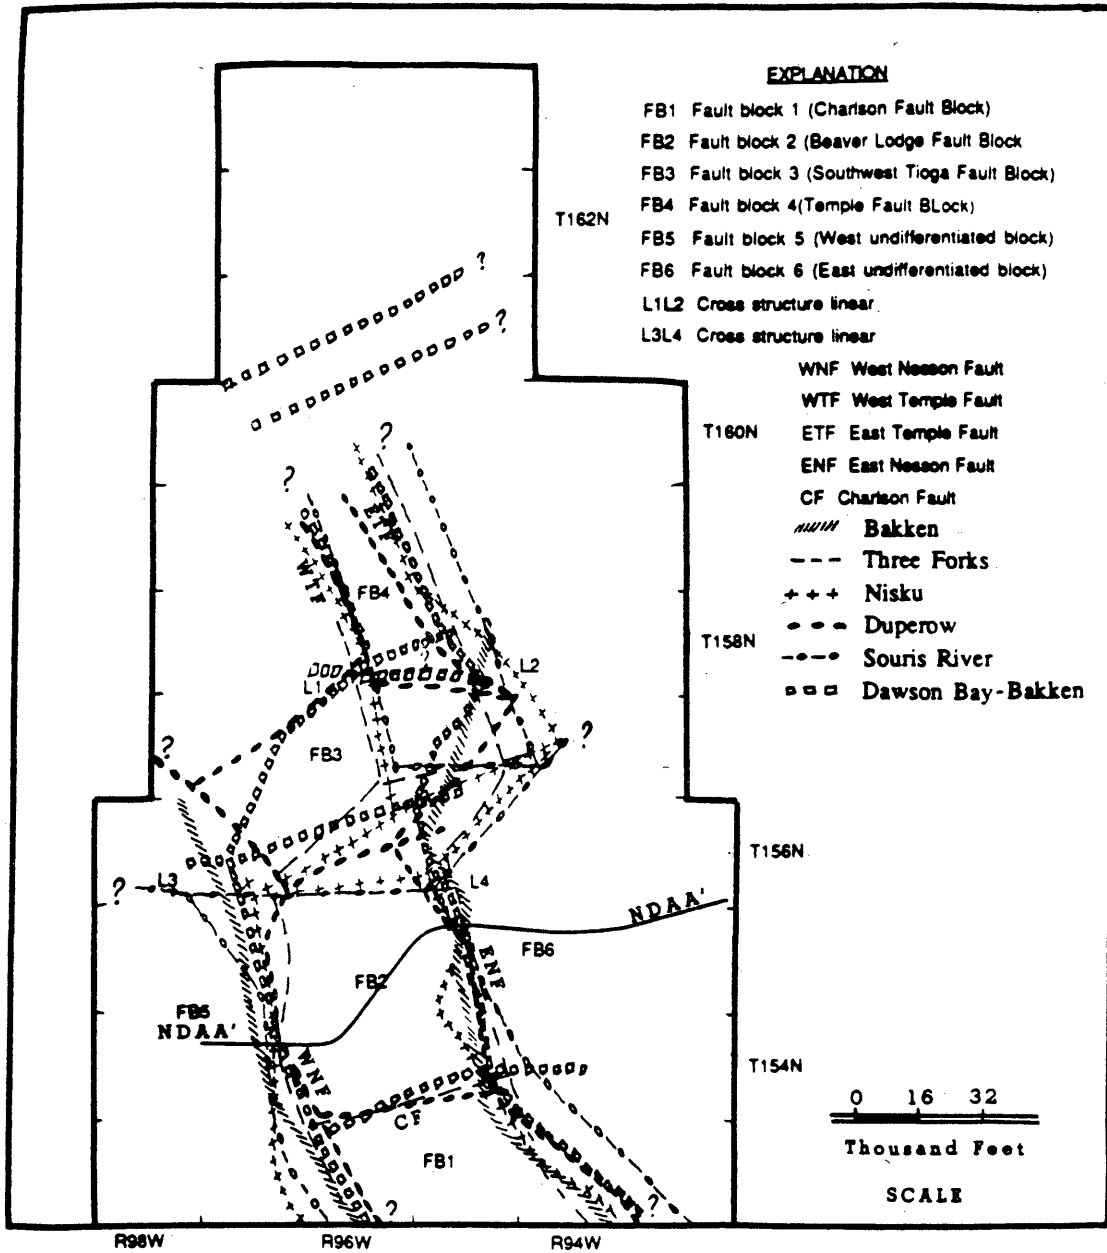 EXPLANATION
FB1 Fault block 1 (Charlson Fault Block)
FB2 Fault block 2 (Beaver Lodge Fault Block
FB3 Fault block 3 (Southwest Tioga Fault Block)
FB4 Fault block 4(Temple Fault BLock)
FB5 Fault block 5 (West undifferentiated block)
FB6 Fault block 6 (East undifferentiated block)
L1L2 Cross structure linear
L3L4 Cross structure linear
WNF West Nesson Fault
WTF West Temple Fault
ETF East Temple Fault
ENF East Nesson Fault
CF Charlson Fault
Bakken
Three Forks
Nisku
Duperow
Souris River
Dawson Bay-Bakken
T162N
T160N
T158N
T156N
T154N
?
?
?
?
ETF
WTF
FB4
L2
L1
?
?
FB3
?
L3
L4
NDAA'
FB6
ENF
FB2
FB5
NDAA'
WNF
CF
FB1
?
?
0 16 32
Thousand Feet
SCALE
R98W
R96W
R94W